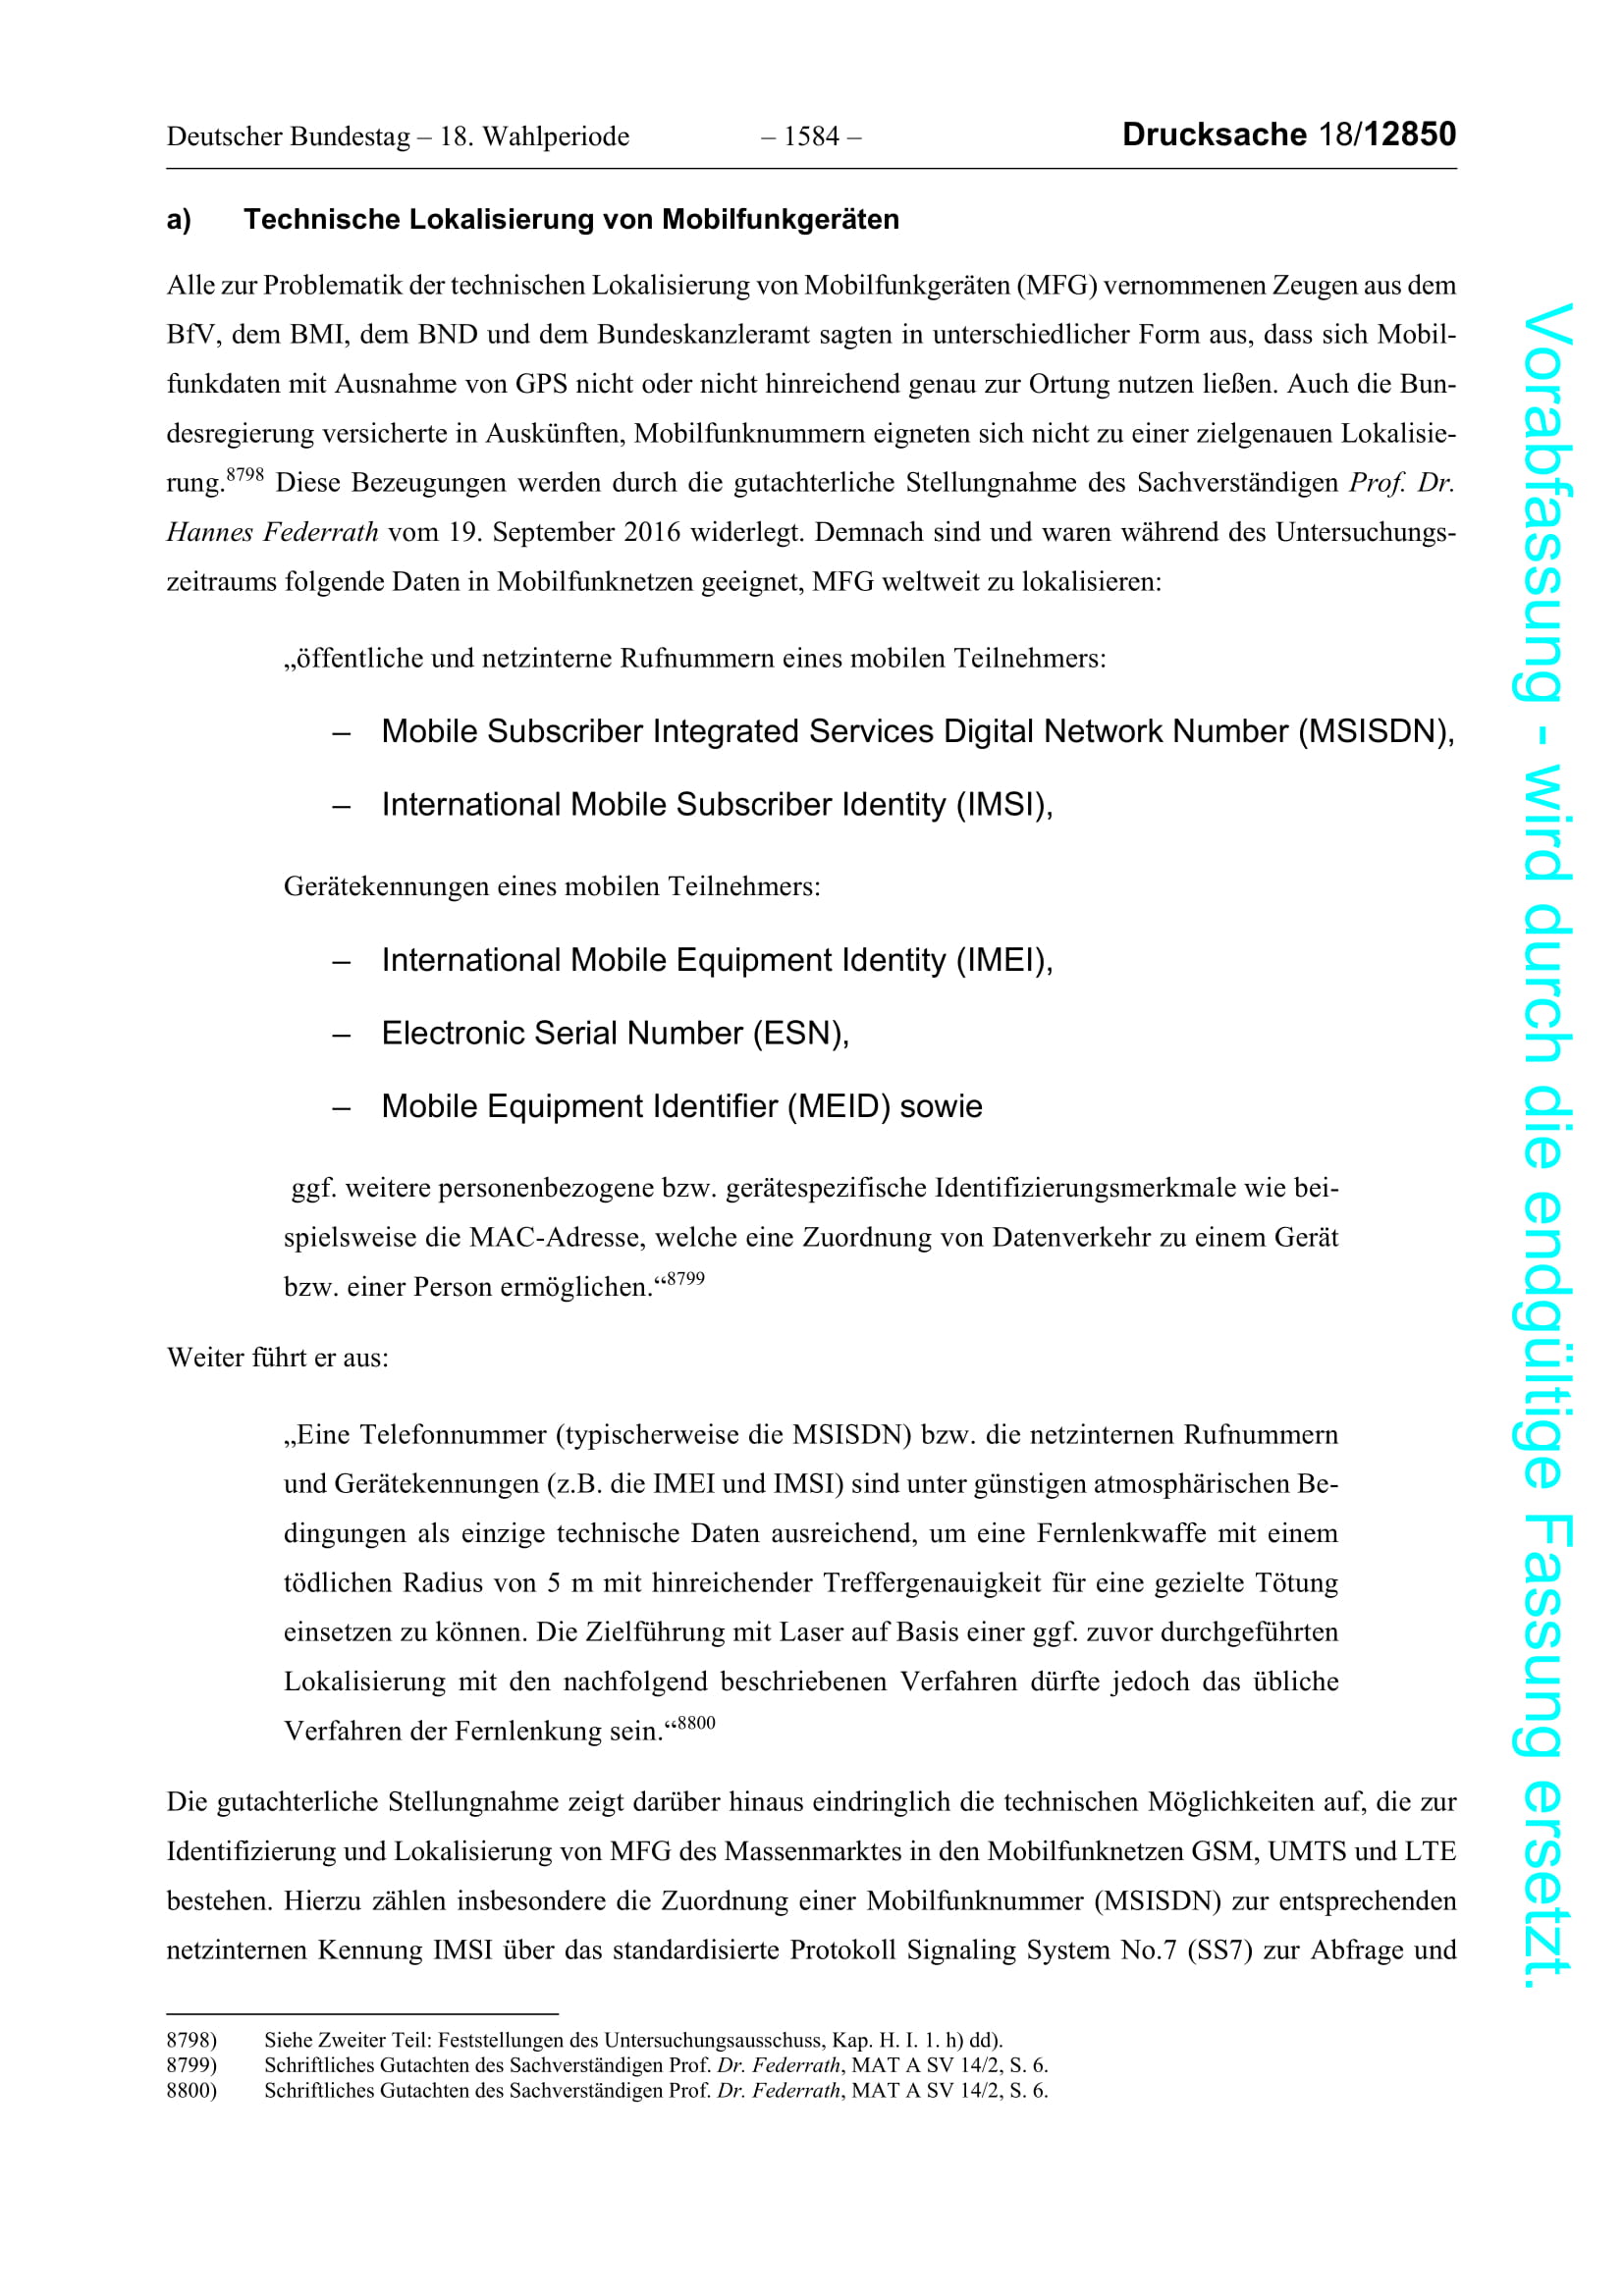 Deutscher Bundestag – 18. Wahlperiode – 1584 – Drucksache 18/12850
a) Technische Lokalisierung von Mobilfunkgeräten
Alle zur Problematik der technischen Lokalisierung von Mobilfunkgeräten (MFG) vernommenen Zeugen aus dem
BfV, dem BMI, dem BND und dem Bundeskanzleramt sagten in unterschiedlicher Form aus, dass sich Mobil-
funkdaten mit Ausnahme von GPS nicht oder nicht hinreichend genau zur Ortung nutzen ließen. Auch die Bun-
desregierung versicherte in Auskünften, Mobilfunknummern eigneten sich nicht zu einer zielgenauen Lokalisie-
rung.8798 Diese Bezeugungen werden durch die gutachterliche Stellungnahme des Sachverständigen Prof. Dr.
Hannes Federrath vom 19. September 2016 widerlegt. Demnach sind und waren während des Untersuchungs-
zeitraums folgende Daten in Mobilfunknetzen geeignet, MFG weltweit zu lokalisieren:
„öffentliche und netzinterne Rufnummern eines mobilen Teilnehmers:
– Mobile Subscriber Integrated Services Digital Network Number (MSISDN),
– International Mobile Subscriber Identity (IMSI),
Gerätekennungen eines mobilen Teilnehmers:
– International Mobile Equipment Identity (IMEI),
– Electronic Serial Number (ESN),
– Mobile Equipment Identifier (MEID) sowie
ggf. weitere personenbezogene bzw. gerätespezifische Identifizierungsmerkmale wie bei-
spielsweise die MAC-Adresse, welche eine Zuordnung von Datenverkehr zu einem Gerät
bzw. einer Person ermöglichen.“8799
Weiter führt er aus:
„Eine Telefonnummer (typischerweise die MSISDN) bzw. die netzinternen Rufnummern
und Gerätekennungen (z.B. die IMEI und IMSI) sind unter günstigen atmosphärischen Be-
dingungen als einzige technische Daten ausreichend, um eine Fernlenkwaffe mit einem
tödlichen Radius von 5 m mit hinreichender Treffergenauigkeit für eine gezielte Tötung
einsetzen zu können. Die Zielführung mit Laser auf Basis einer ggf. zuvor durchgeführten
Lokalisierung mit den nachfolgend beschriebenen Verfahren dürfte jedoch das übliche
Verfahren der Fernlenkung sein.“8800
Die gutachterliche Stellungnahme zeigt darüber hinaus eindringlich die technischen Möglichkeiten auf, die zur
Identifizierung und Lokalisierung von MFG des Massenmarktes in den Mobilfunknetzen GSM, UMTS und LTE
bestehen. Hierzu zählen insbesondere die Zuordnung einer Mobilfunknummer (MSISDN) zur entsprechenden
netzinternen Kennung IMSI über das standardisierte Protokoll Signaling System No.7 (SS7) zur Abfrage und
8798) Siehe Zweiter Teil: Feststellungen des Untersuchungsausschuss, Kap. H. I. 1. h) dd).
8799) Schriftliches Gutachten des Sachverständigen Prof. Dr. Federrath, MAT A SV 14/2, S. 6.
8800) Schriftliches Gutachten des Sachverständigen Prof. Dr. Federrath, MAT A SV 14/2, S. 6.
Vorabfassung - wird durch die endgültige Fassung ersetzt.